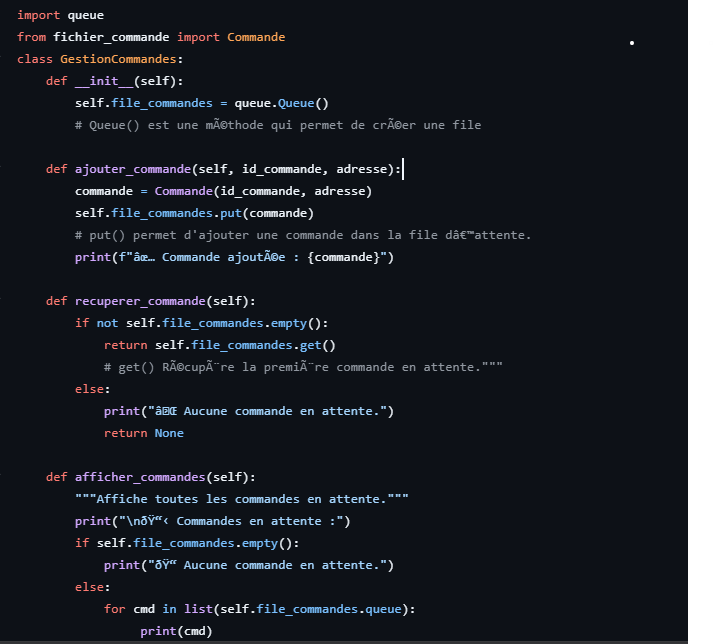 import queue
from fichier_commande import Commande
class GestionCommandes:
    def __init__(self):
        self.file_commandes = queue.Queue()
        # Queue() est une mÃ©thode qui permet de crÃ©er une file

    def ajouter_commande(self, id_commande, adresse):
        commande = Commande(id_commande, adresse)
        self.file_commandes.put(commande)
        # put() permet d'ajouter une commande dans la file dâ€™attente.
        print(f"âœ… Commande ajoutÃ©e : {commande}")

    def recuperer_commande(self):
        if not self.file_commandes.empty():
            return self.file_commandes.get()
            # get() RÃ©cupÃ¨re la premiÃ¨re commande en attente."""
        else:
            print("âŒ Aucune commande en attente.")
            return None

    def afficher_commandes(self):
        """Affiche toutes les commandes en attente."""
        print("\nðŸ“‹ Commandes en attente :")
        if self.file_commandes.empty():
            print("ðŸ“ Aucune commande en attente.")
        else:
            for cmd in list(self.file_commandes.queue):
                 print(cmd)